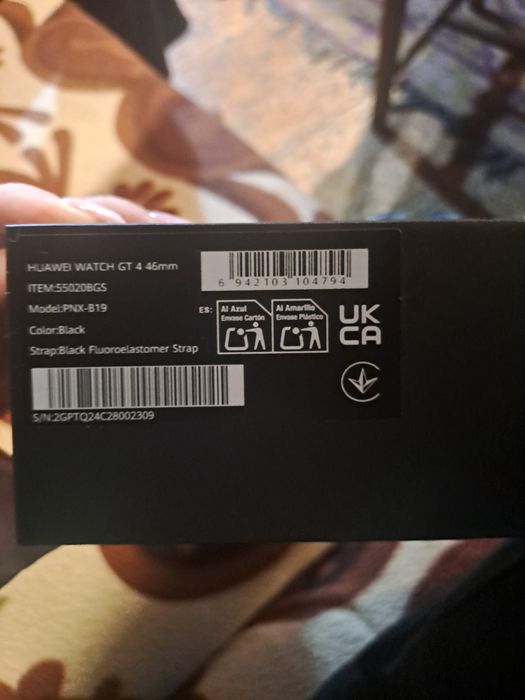 HUAWEI WATCH GT 4 46mm
ITEM:55020BGS
Model:PNX-B19
Color:Black
Strap:Black Fluoroelastomer Strap
S/N:2GPTQ24C28002309
6 942103 104794
ES:
Al Azul
Envase Cartón
Al Amarillo
Envase Plástico
UK
CA